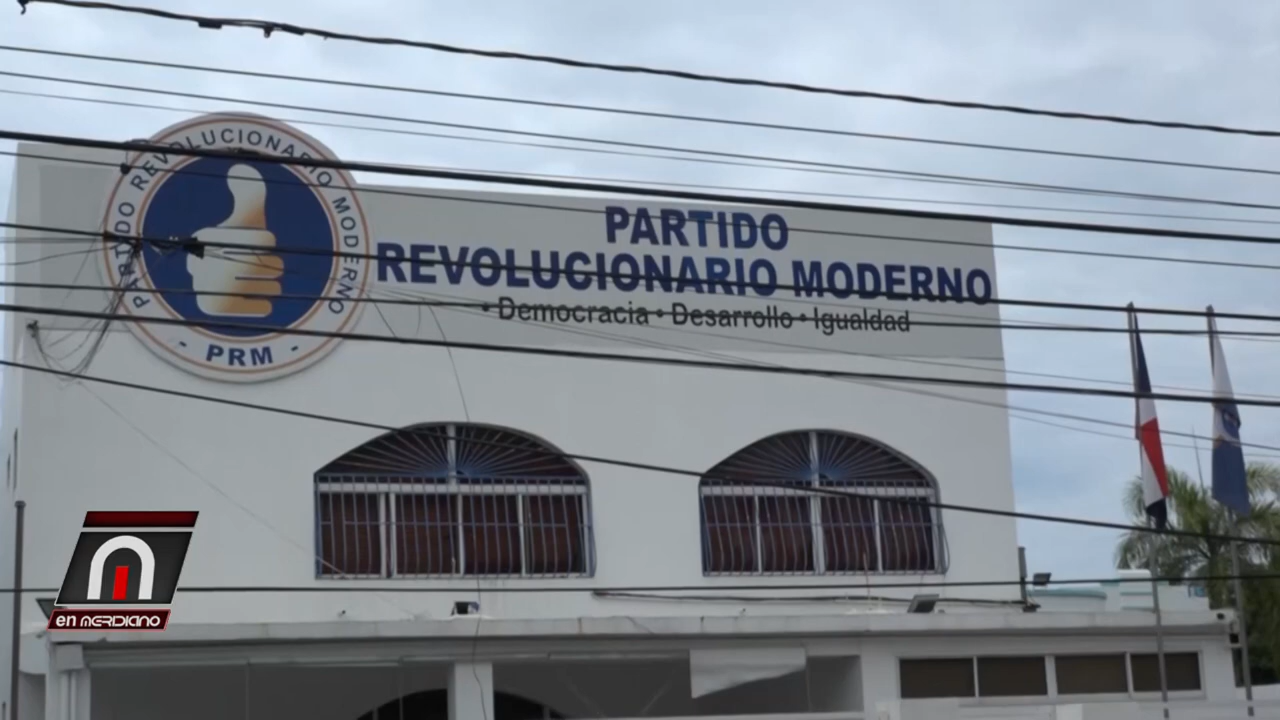 PARTIDO REVOLUCIONARIO MODERNO
- PRM -
PARTIDO
REVOLUCIONARIO MODERNO
• Democracia • Desarrollo • Igualdad
en MERIDIANO